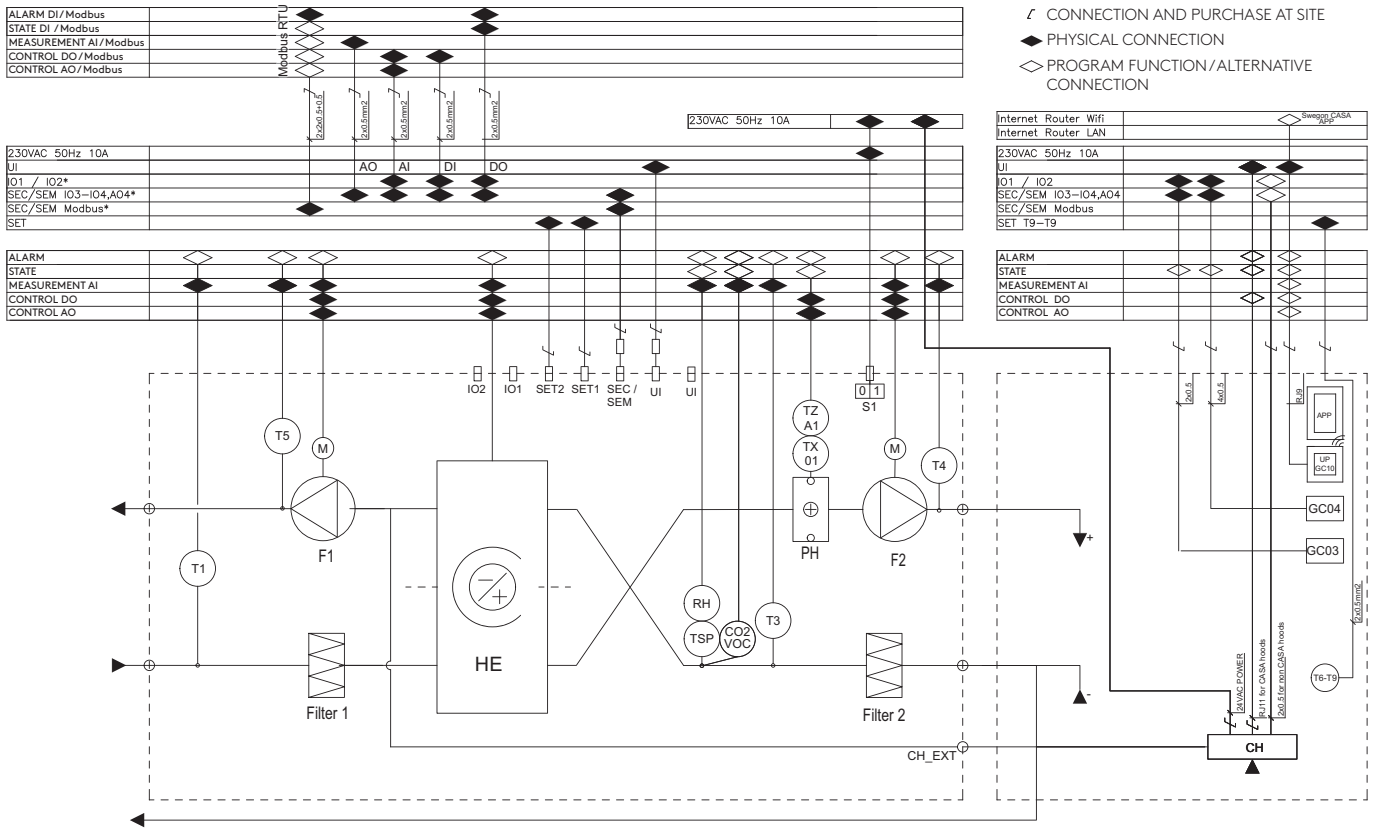 ALARM DI/Modbus
STATE DI /Modbus
MEASUREMENT AI/Modbus
CONTROL DO/Modbus
CONTROL AO/Modbus
Modbus RTU
2x2x0.5+0.5
2x0.5mm2
2x0.5mm2
2x0.5mm2
2x0.5mm2
CONNECTION AND PURCHASE AT SITE
PHYSICAL CONNECTION
PROGRAM FUNCTION/ALTERNATIVE
CONNECTION
230VAC 50Hz 10A
Internet Router Wifi
Swegon CASA
APP
Internet Router LAN
230VAC 50Hz 10A
UI
AO AI DI DO
IO1 / IO2*
SEC/SEM IO3-IO4,AO4*
SEC/SEM Modbus*
SET
230VAC 50Hz 10A
UI
IO1 / IO2
SEC/SEM IO3-IO4,AO4
SEC/SEM Modbus
SET T9-T9
ALARM
STATE
MEASUREMENT AI
CONTROL DO
CONTROL AO
ALARM
STATE
MEASUREMENT AI
CONTROL DO
CONTROL AO
IO2 IO1 SET2 SET1 SEC /
SEM UI UI
0 1
S1
2x0.5
4x0.5
RJ9
APP
UP
GC10
GC04
GC03
T5
M
TZ
A1
TX
01
M
T4
F1
PH
F2
+
T1
RH
TSP
CO2
VOC
T3
HE
Filter 1
Filter 2
-
T6-T9
2x0.5mm2
24VAC POWER
RJ11 for CASA hoods
2x0.5 for non CASA hoods
CH_EXT
CH